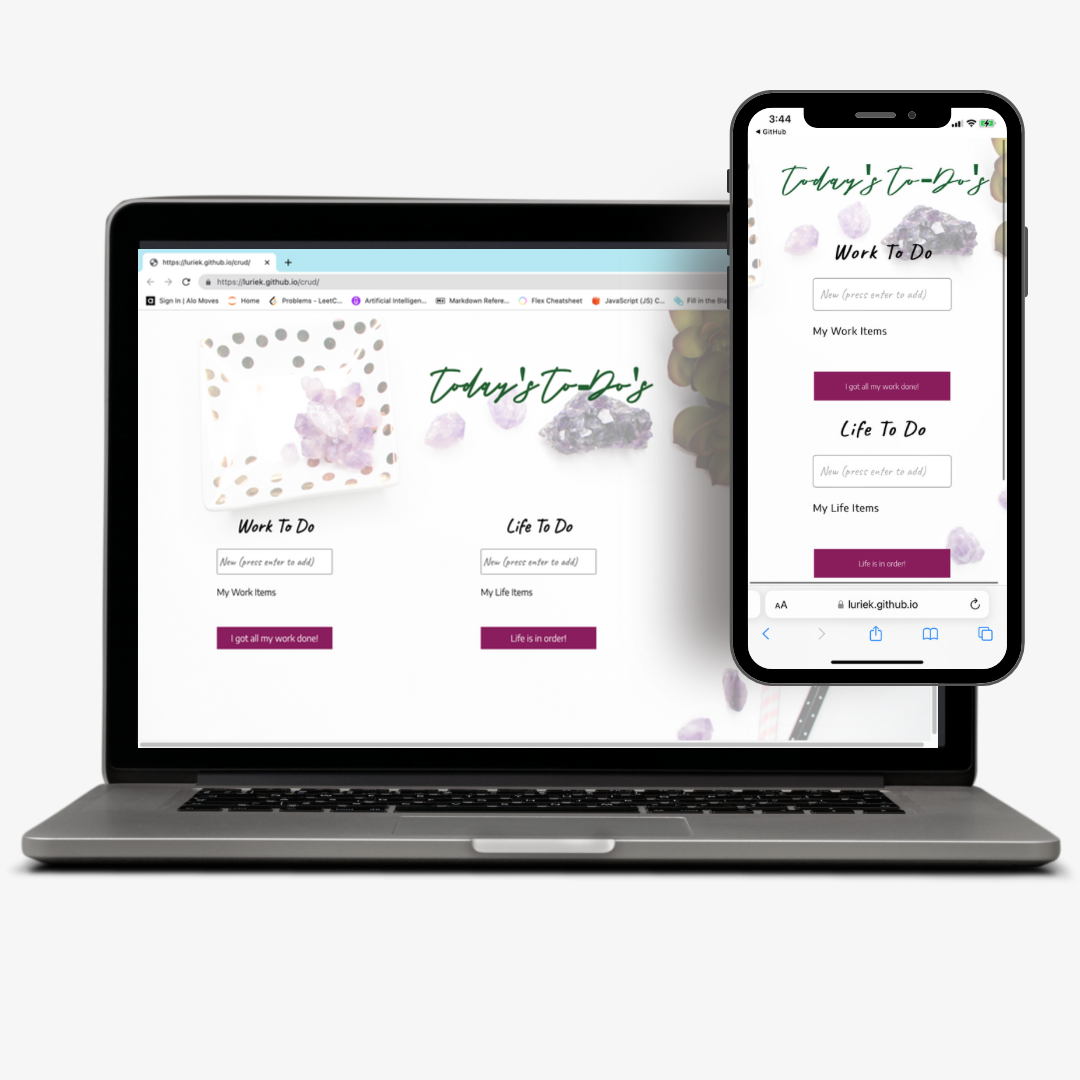 https://luriek.github.io/crud/
https://luriek.github.io/crud/
Sign In | Alo Moves Home Problems - LeetC... Artificial Intelligen... Markdown Refere... Flex Cheatsheet JavaScript (JS) C... Fill in the Bla
Today's To-Do's
Work To Do Life To Do
New (press enter to add) New (press enter to add)
My Work Items My Life Items
I got all my work done! Life is in order!
3:44
◀ GitHub
Today's To-Do's
Work To Do
New (press enter to add)
My Work Items
I got all my work done!
Life To Do
New (press enter to add)
My Life Items
Life is in order!
AA luriek.github.io